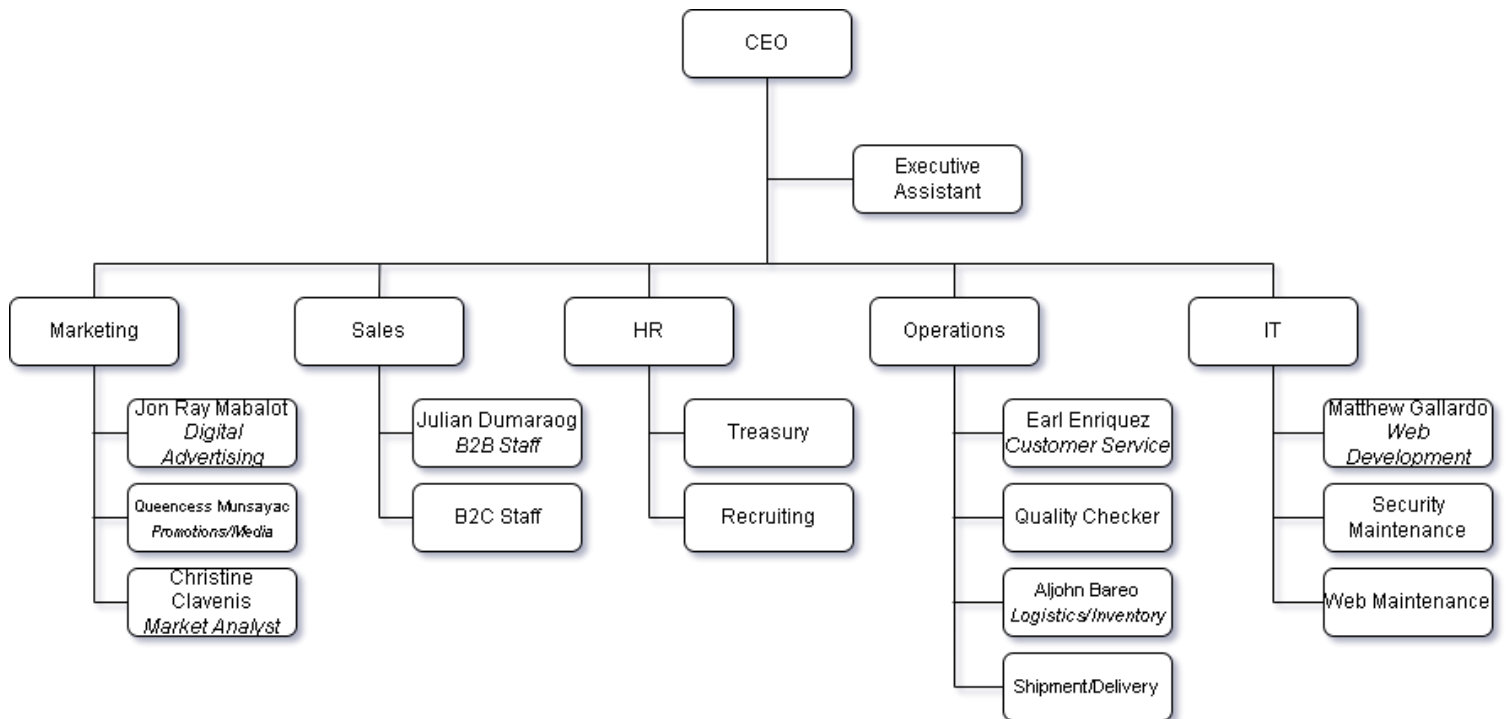 CEO
Executive
Assistant
Marketing
Sales
HR
Operations
IT
Jon Ray Mabalot
Digital
Advertising
Queencess Munsayac
Promotions/Media
Christine
Clavenis
Market Analyst
Julian Dumaraog
B2B Staff
B2C Staff
Treasury
Recruiting
Earl Enriquez
Customer Service
Quality Checker
Aljohn Bareo
Logistics/Inventory
Shipment/Delivery
Matthew Gallardo
Web
Development
Security
Maintenance
Web Maintenance